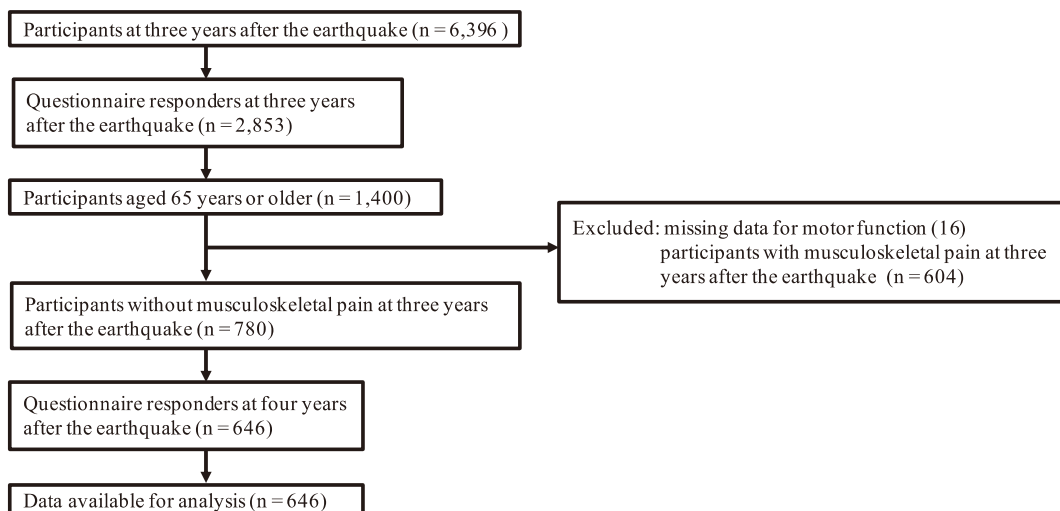 Participants at three years after the earthquake (n = 6,396 )
Questionnaire responders at three years
after the earthquake (n = 2,853)
Participants aged 65 years or older (n = 1,400)
Excluded: missing data for motor function (16)
participants with musculoskeletal pain at three
years after the earthquake (n = 604)
Participants without musculoskeletal pain at three years
after the earthquake (n = 780)
Questionnaire responders at four years
after the earthquake (n = 646)
Data available for analysis (n = 646)